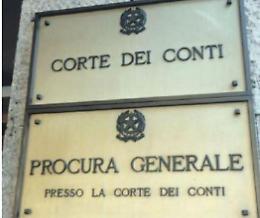 CORTE DEI CONTI
PROCURA GENERALE
PRESSO LA CORTE DEI CONTI